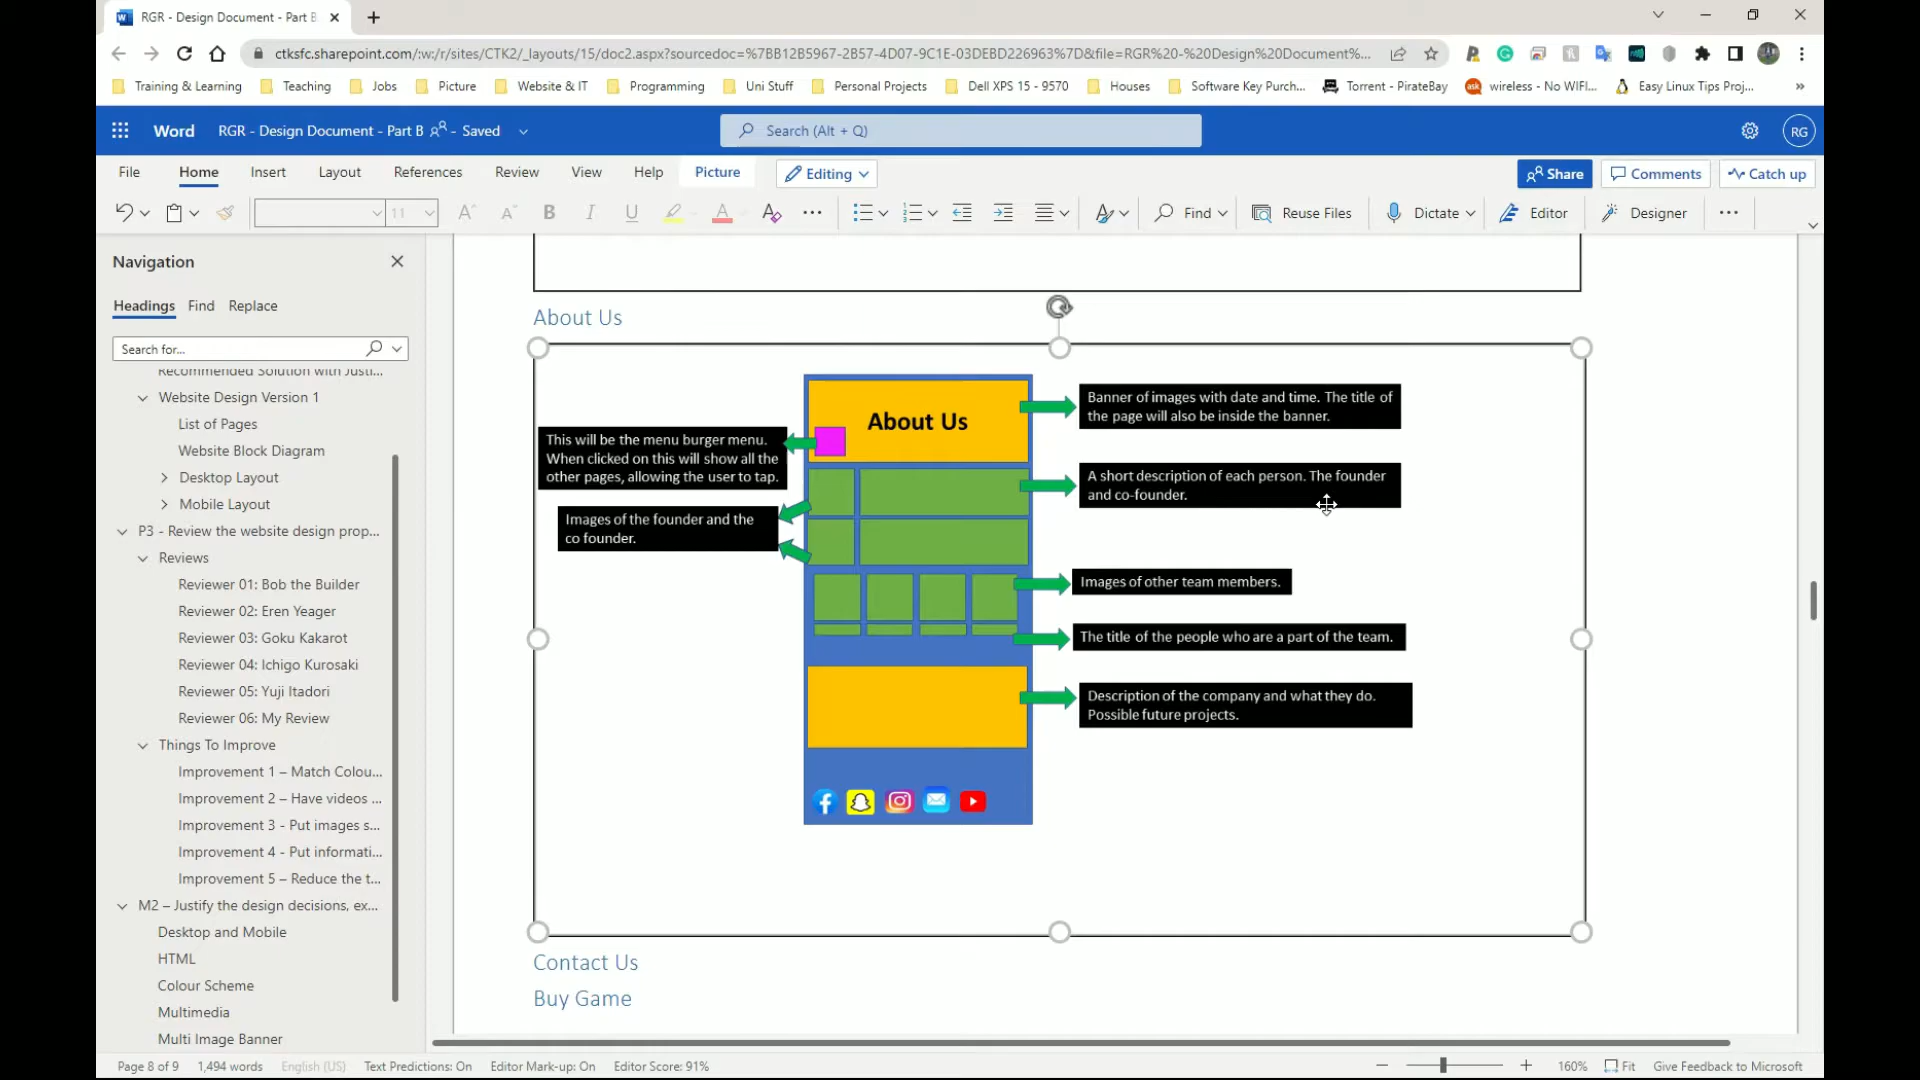 RGR - Design Document - Part B
ctksfc.sharepoint.com/:w:/r/sites/CTK2/_layouts/15/doc2.aspx?sourcedoc=%7BB12B5967-2B57-4D07-9C1E-03DEBD226963%7D&file=RGR%20-%20Design%20Document%...
Training & Learning Teaching Jobs Picture Website & IT Programming Uni Stuff Personal Projects Dell XPS 15 - 9570 Houses Software Key Purch... Torrent - PirateBay wireless - No WIFI... Easy Linux Tips Proj... »
Word RGR - Design Document - Part B - Saved Search (Alt + Q) RG
File Home Insert Layout References Review View Help Picture Editing Share Comments Catch up
11 A A B I U A A Find Reuse Files Dictate Editor Designer
Navigation
Headings Find Replace
Search for...
Recommended Solution with Justi...
Website Design Version 1
List of Pages
Website Block Diagram
Desktop Layout
Mobile Layout
P3 - Review the website design prop...
Reviews
Reviewer 01: Bob the Builder
Reviewer 02: Eren Yeager
Reviewer 03: Goku Kakarot
Reviewer 04: Ichigo Kurosaki
Reviewer 05: Yuji Itadori
Reviewer 06: My Review
Things To Improve
Improvement 1 – Match Colou...
Improvement 2 – Have videos ...
Improvement 3 - Put images s...
Improvement 4 - Put informati...
Improvement 5 – Reduce the t...
M2 – Justify the design decisions, ex...
Desktop and Mobile
HTML
Colour Scheme
Multimedia
Multi Image Banner
About Us
About Us
Banner of images with date and time. The title of
the page will also be inside the banner.
This will be the menu burger menu.
When clicked on this will show all the
other pages, allowing the user to tap.
A short description of each person. The founder
and co-founder.
Images of the founder and the
co founder.
Images of other team members.
The title of the people who are a part of the team.
Description of the company and what they do.
Possible future projects.
Contact Us
Buy Game
Page 8 of 9 1,494 words English (US) Text Predictions: On Editor Mark-up: On Editor Score: 91% 160% Fit Give Feedback to Microsoft